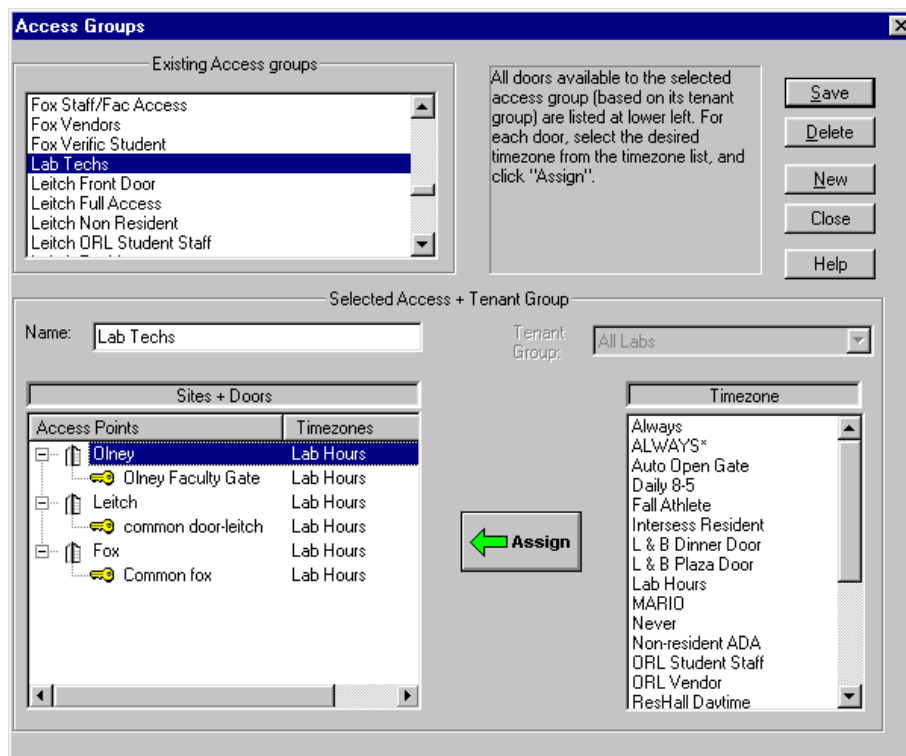 Access Groups
Existing Access groups
Fox Staff/Fac Access
Fox Vendors
Fox Verific Student
Lab Techs
Leitch Front Door
Leitch Full Access
Leitch Non Resident
Leitch ORL Student Staff
All doors available to the selected
access group (based on its tenant
group) are listed at lower left. For
each door, select the desired
timezone from the timezone list, and
click "Assign".
Save
Delete
New
Close
Help
Selected Access + Tenant Group
Name: Lab Techs
Tenant
Group: All Labs
Sites + Doors
Access Points Timezones
Olney Lab Hours
Olney Faculty Gate Lab Hours
Leitch Lab Hours
common door-leitch Lab Hours
Fox Lab Hours
Common fox Lab Hours
Assign
Timezone
Always
ALWAYS*
Auto Open Gate
Daily 8-5
Fall Athlete
Intersess Resident
L & B Dinner Door
L & B Plaza Door
Lab Hours
MARIO
Never
Non-resident ADA
ORL Student Staff
ORL Vendor
ResHall Daytime